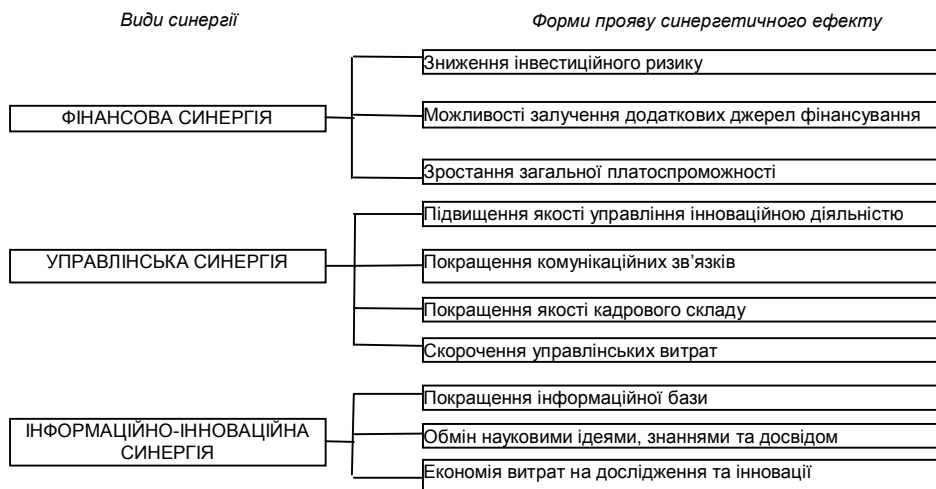 Види синергії
Форми прояву синергетичного ефекту
Зниження інвестиційного ризику
ФІНАНСОВА СИНЕРГІЯ
Можливості залучення додаткових джерел фінансування
Зростання загальної платоспроможності
Підвищення якості управління інноваційною діяльністю
УПРАВЛІНСЬКА СИНЕРГІЯ
Покращення комунікаційних зв’язків
Покращення якості кадрового складу
Скорочення управлінських витрат
Покращення інформаційної бази
ІНФОРМАЦІЙНО-ІННОВАЦІЙНА
СИНЕРГІЯ
Обмін науковими ідеями, знаннями та досвідом
Економія витрат на дослідження та інновації